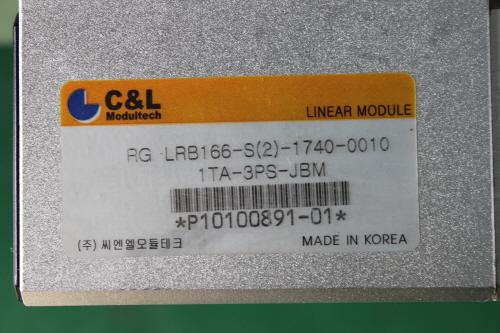 C&L
Modultech
LINEAR MODULE
RG LRB166-S(2)-1740-0010
1TA-3PS-JBM
*P10100891-01*
(주) 씨엔엘모듈테크
MADE IN KOREA